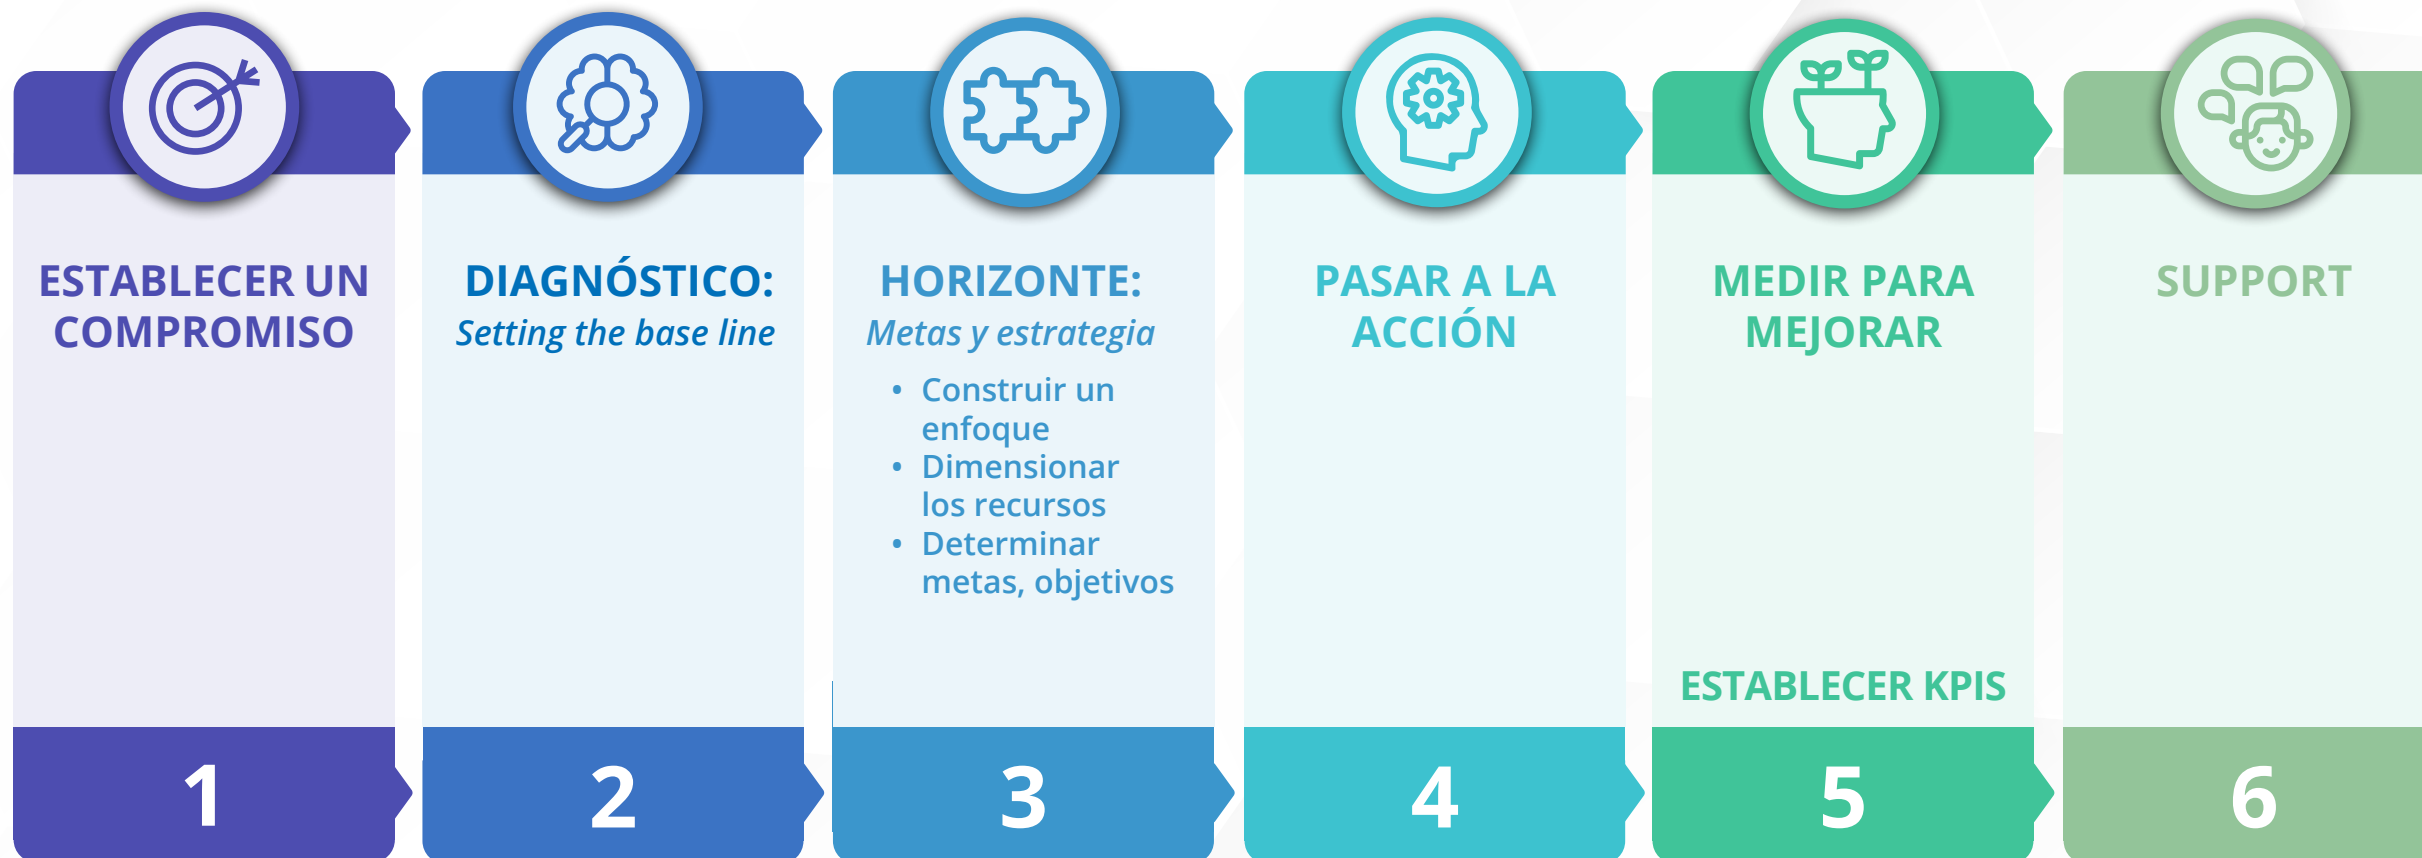 ESTABLECER UN
COMPROMISO
1
DIAGNÓSTICO:
Setting the base line
2
HORIZONTE:
Metas y estrategia
• Construir un
enfoque
• Dimensionar
los recursos
• Determinar
metas, objetivos
3
PASAR A LA
ACCIÓN
4
MEDIR PARA
MEJORAR
ESTABLECER KPIS
5
SUPPORT
6